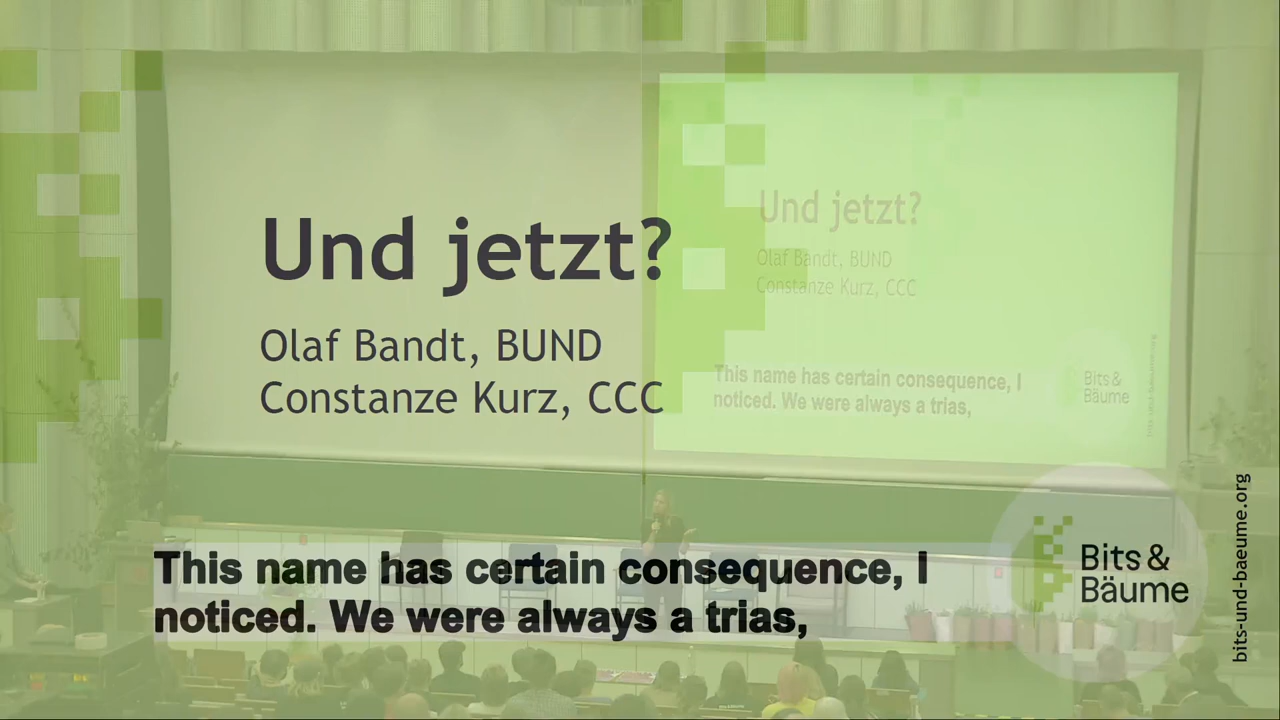 Und jetzt?
Olaf Bandt, BUND
Constanze Kurz, CCC
This name has certain consequence, I
noticed. We were always a trias,
Bits &
Bäume
bits-und-baeume.org
Und jetzt?
Olaf Bandt, BUND
Constanze Kurz, CCC
This name has certain consequence, I
noticed. We were always a trias,
Bits &
Bäume